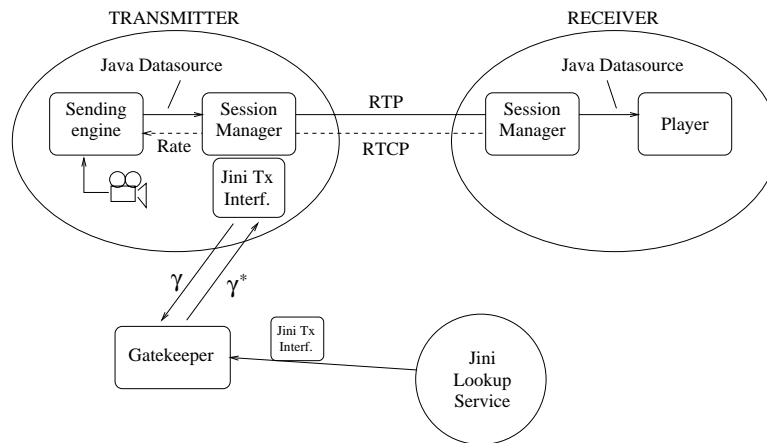 TRANSMITTER
RECEIVER
Java Datasource
Java Datasource
Sending
engine
Session
Manager
RTP
Session
Manager
Player
Rate
RTCP
Jini Tx
Interf.
γ
γ*
Gatekeeper
Jini Tx
Interf.
Jini
Lookup
Service